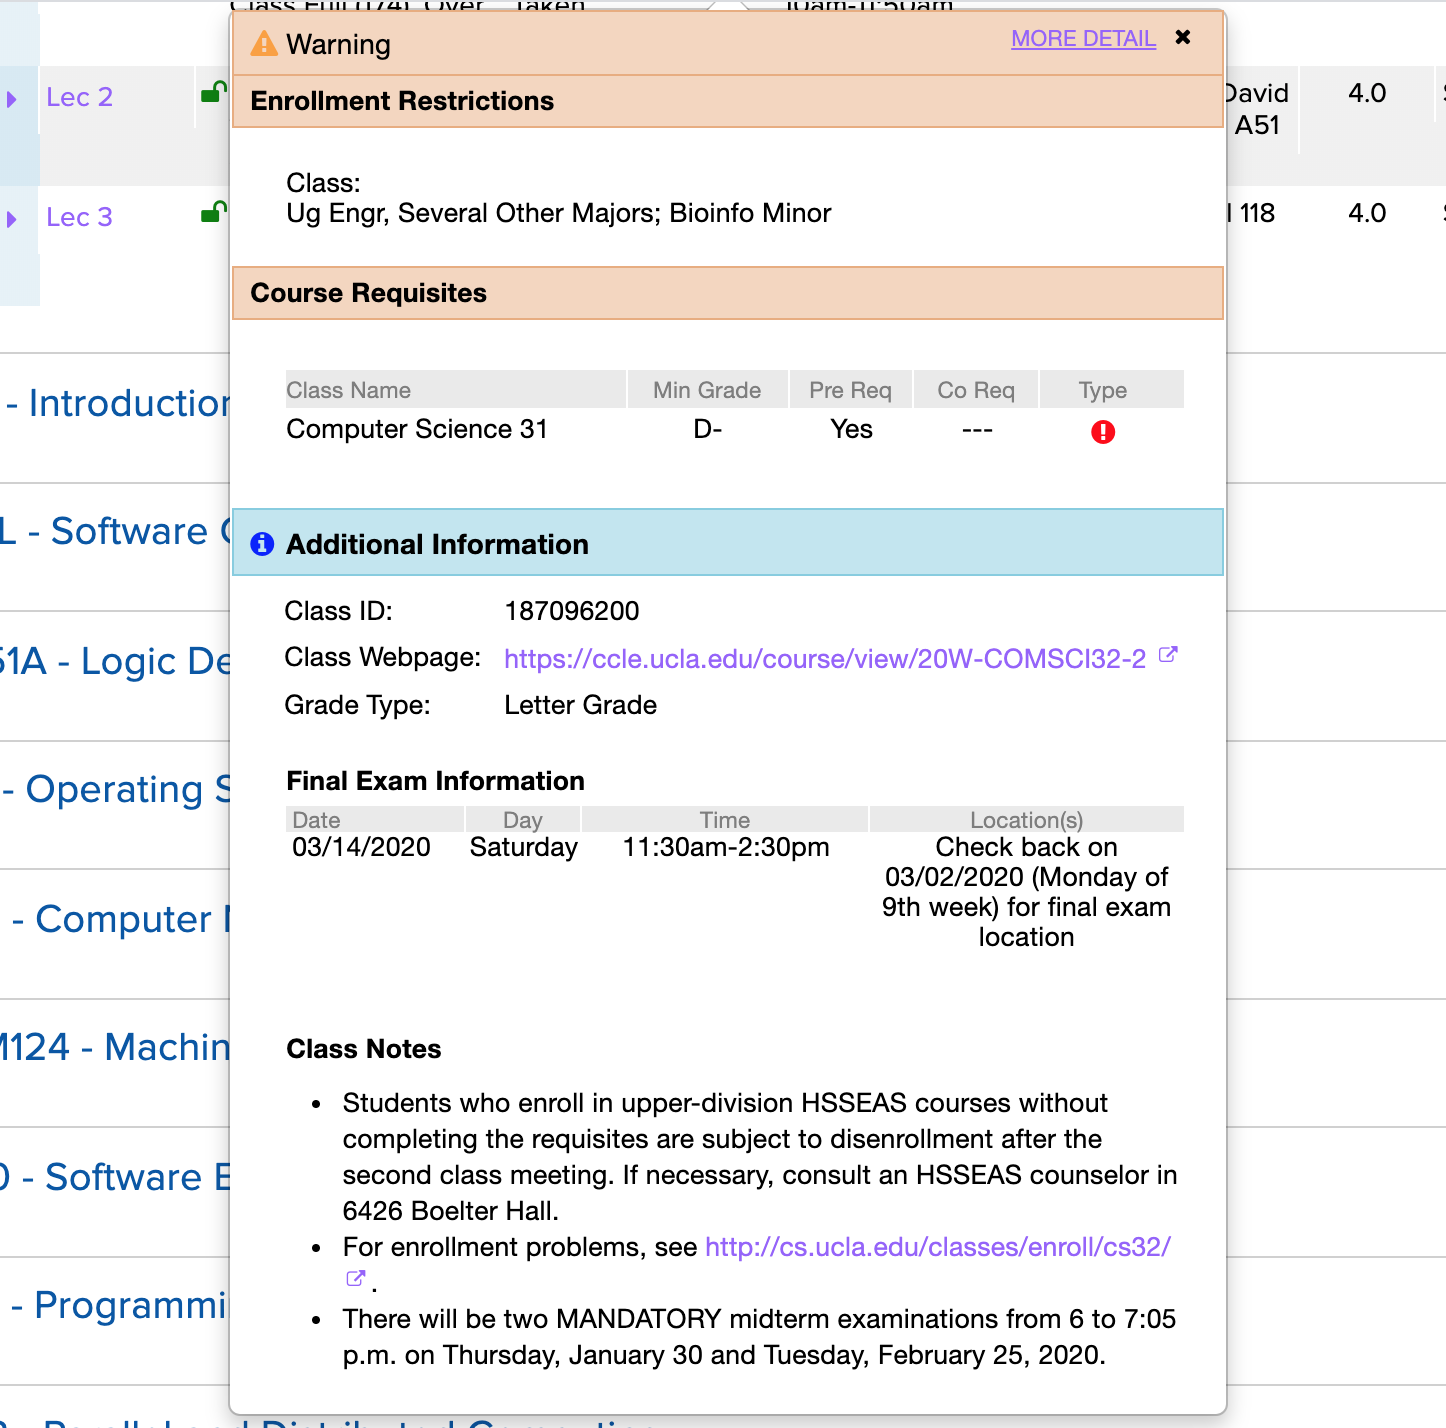 Class Full (174), Over Taken 10am-11:50am
Warning MORE DETAIL
Enrollment Restrictions
Lec 2 David 4.0
A51
Class:
Ug Engr, Several Other Majors; Bioinfo Minor
Lec 3 118 4.0
Course Requisites
Class Name Min Grade Pre Req Co Req Type
Computer Science 31 D- Yes ---
- Introduction
L - Software
Additional Information
Class ID: 187096200
Class Webpage: https://ccle.ucla.edu/course/view/20W-COMSCI32-2
51A - Logic De
Grade Type: Letter Grade
Final Exam Information
- Operating S
Date Day Time Location(s)
03/14/2020 Saturday 11:30am-2:30pm Check back on
03/02/2020 (Monday of
9th week) for final exam
location
- Computer
Class Notes
M124 - Machin
• Students who enroll in upper-division HSSEAS courses without
completing the requisites are subject to disenrollment after the
second class meeting. If necessary, consult an HSSEAS counselor in
6426 Boelter Hall.
- Software E
• For enrollment problems, see http://cs.ucla.edu/classes/enroll/cs32/
.
- Programmi
• There will be two MANDATORY midterm examinations from 6 to 7:05
p.m. on Thursday, January 30 and Tuesday, February 25, 2020.
- Parallel and Distributed Computing